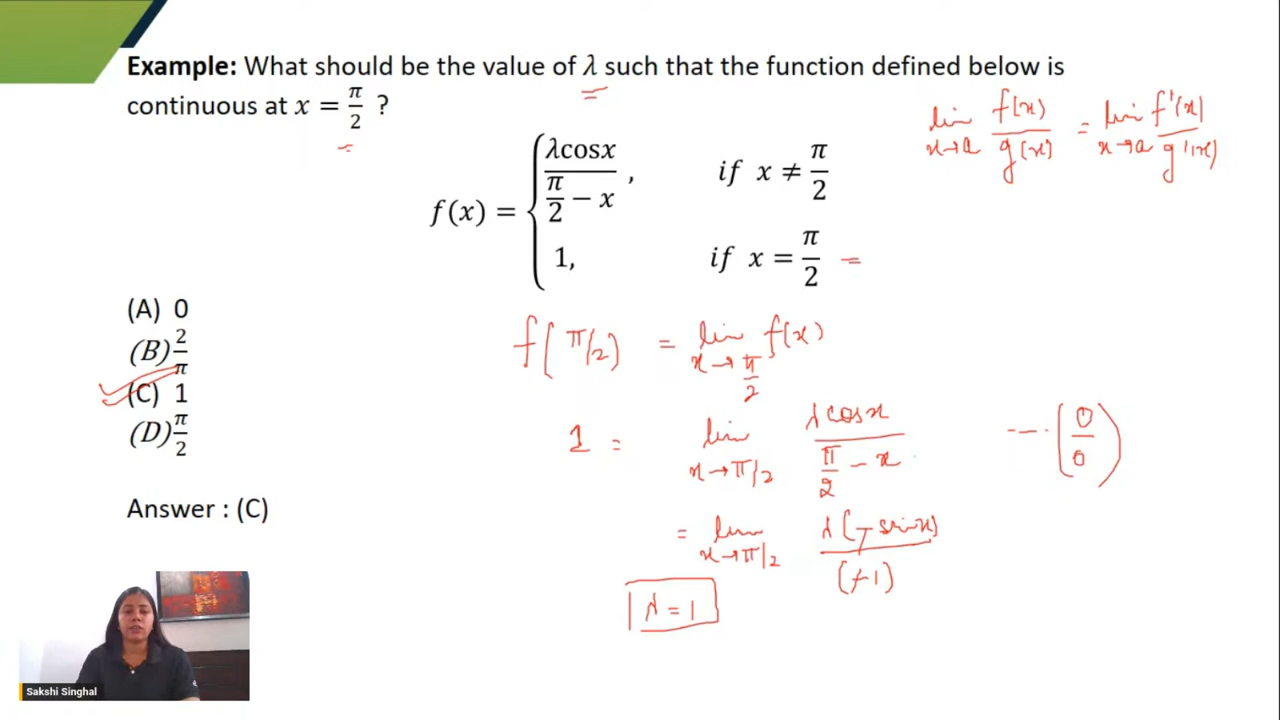 Example: What should be the value of λ such that the function defined below is
continuous at x = π/2 ?
lim x→a f(x)/g(x) = lim x→a f'(x)/g'(x)
f(x) = { λcosx / (π/2 − x) , if x ≠ π/2
1, if x = π/2
(A) 0
(B) 2/π
(C) 1
(D) π/2
Answer : (C)
f(π/2) = lim x→π/2 f(x)
1 = lim x→π/2 λcosx / (π/2 − x) --- (0/0)
= lim x→π/2 λ(-sinx) / (-1)
λ = 1
Sakshi Singhal